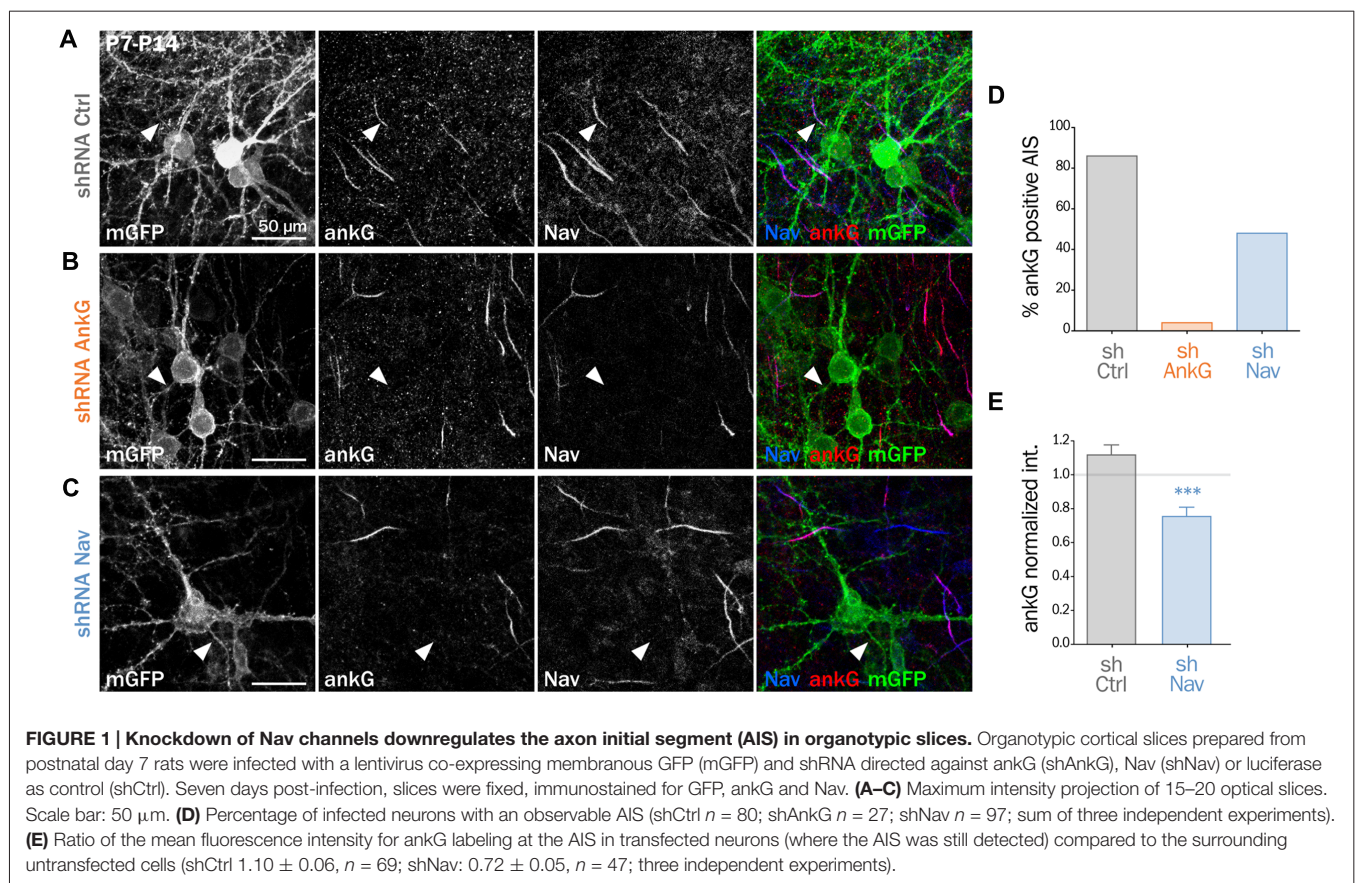 A
P7-P14
shRNA Ctrl
mGFP
50 µm
ankG
Nav
Nav ankG mGFP
B
shRNA AnkG
mGFP
ankG
Nav
Nav ankG mGFP
C
shRNA Nav
mGFP
ankG
Nav
Nav ankG mGFP
D
% ankG positive AIS
100
80
60
40
20
0
sh Ctrl
sh AnkG
sh Nav
E
ankG normalized int.
1.2
1.0
0.8
0.6
0.4
0.2
0.0
***
sh Ctrl
sh Nav
FIGURE 1 | Knockdown of Nav channels downregulates the axon initial segment (AIS) in organotypic slices. Organotypic cortical slices prepared from
postnatal day 7 rats were infected with a lentivirus co-expressing membranous GFP (mGFP) and shRNA directed against ankG (shAnkG), Nav (shNav) or luciferase
as control (shCtrl). Seven days post-infection, slices were fixed, immunostained for GFP, ankG and Nav. (A–C) Maximum intensity projection of 15–20 optical slices.
Scale bar: 50 µm. (D) Percentage of infected neurons with an observable AIS (shCtrl n = 80; shAnkG n = 27; shNav n = 97; sum of three independent experiments).
(E) Ratio of the mean fluorescence intensity for ankG labeling at the AIS in transfected neurons (where the AIS was still detected) compared to the surrounding
untransfected cells (shCtrl 1.10 ± 0.06, n = 69; shNav: 0.72 ± 0.05, n = 47; three independent experiments).